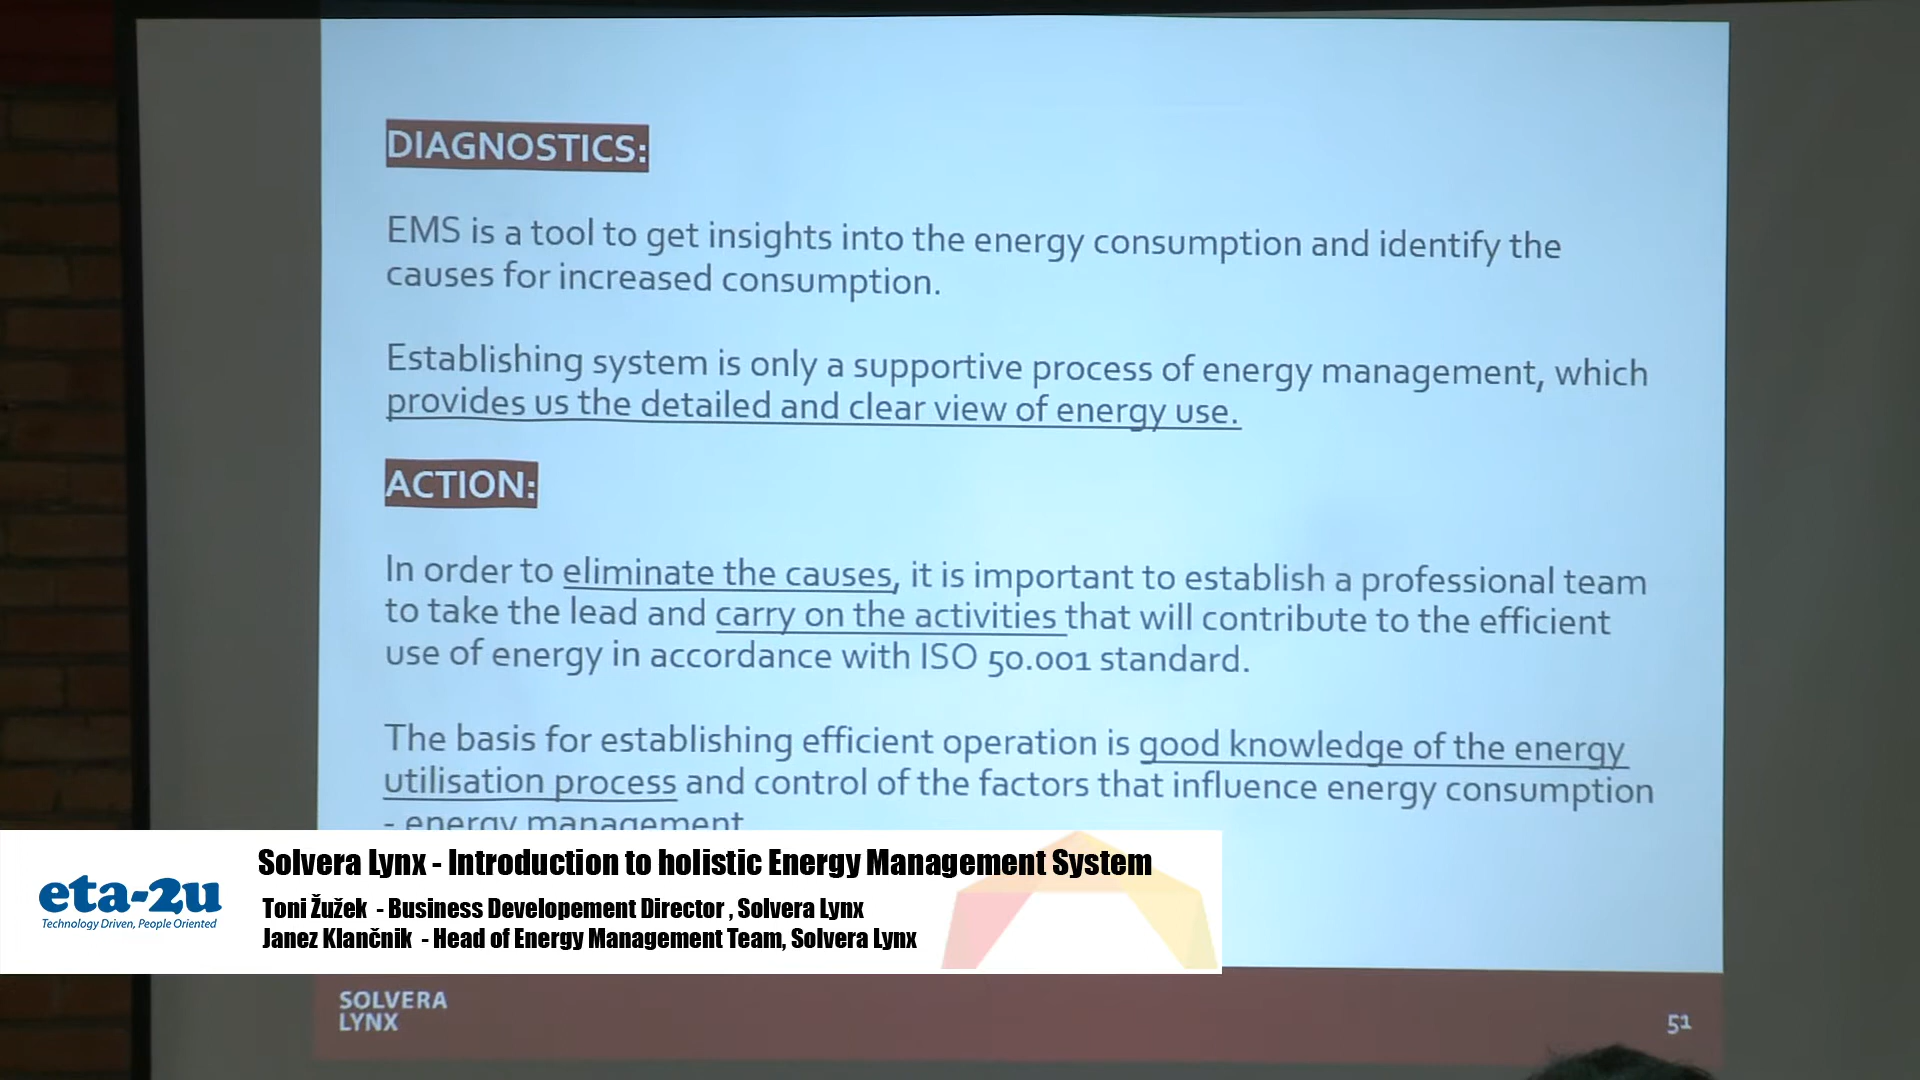 DIAGNOSTICS:
EMS is a tool to get insights into the energy consumption and identify the
causes for increased consumption.
Establishing system is only a supportive process of energy management, which
provides us the detailed and clear view of energy use.
ACTION:
In order to eliminate the causes, it is important to establish a professional team
to take the lead and carry on the activities that will contribute to the efficient
use of energy in accordance with ISO 50.001 standard.
The basis for establishing efficient operation is good knowledge of the energy
utilisation process and control of the factors that influence energy consumption
- energy management
eta-2u
Technology Driven, People Oriented
Solvera Lynx - Introduction to holistic Energy Management System
Toni Žužek - Business Developement Director , Solvera Lynx
Janez Klančnik - Head of Energy Management Team, Solvera Lynx
SOLVERA
LYNX
51